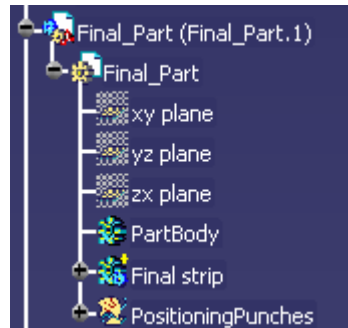 Final_Part (Final_Part.1)
Final_Part
xy plane
yz plane
zx plane
PartBody
Final strip
PositioningPunches